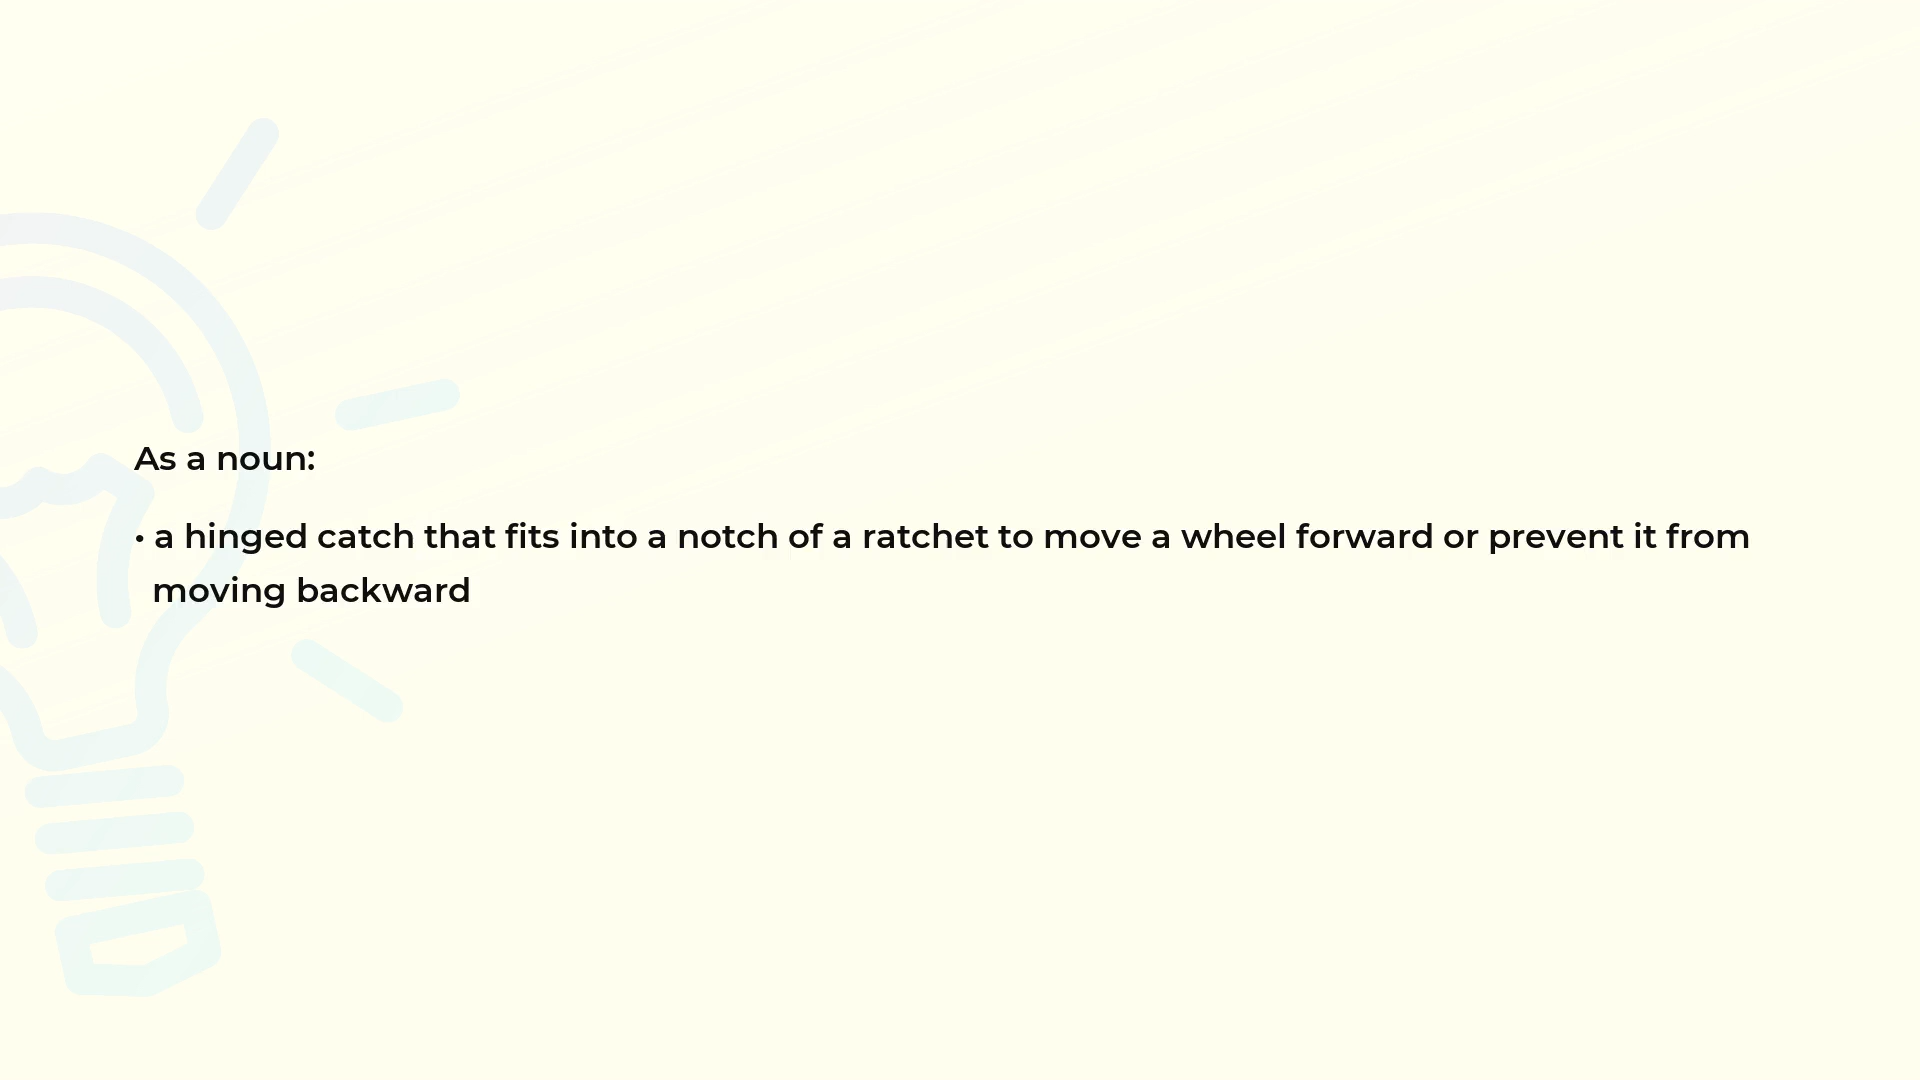 As a noun:
• a hinged catch that fits into a notch of a ratchet to move a wheel forward or prevent it from
moving backward